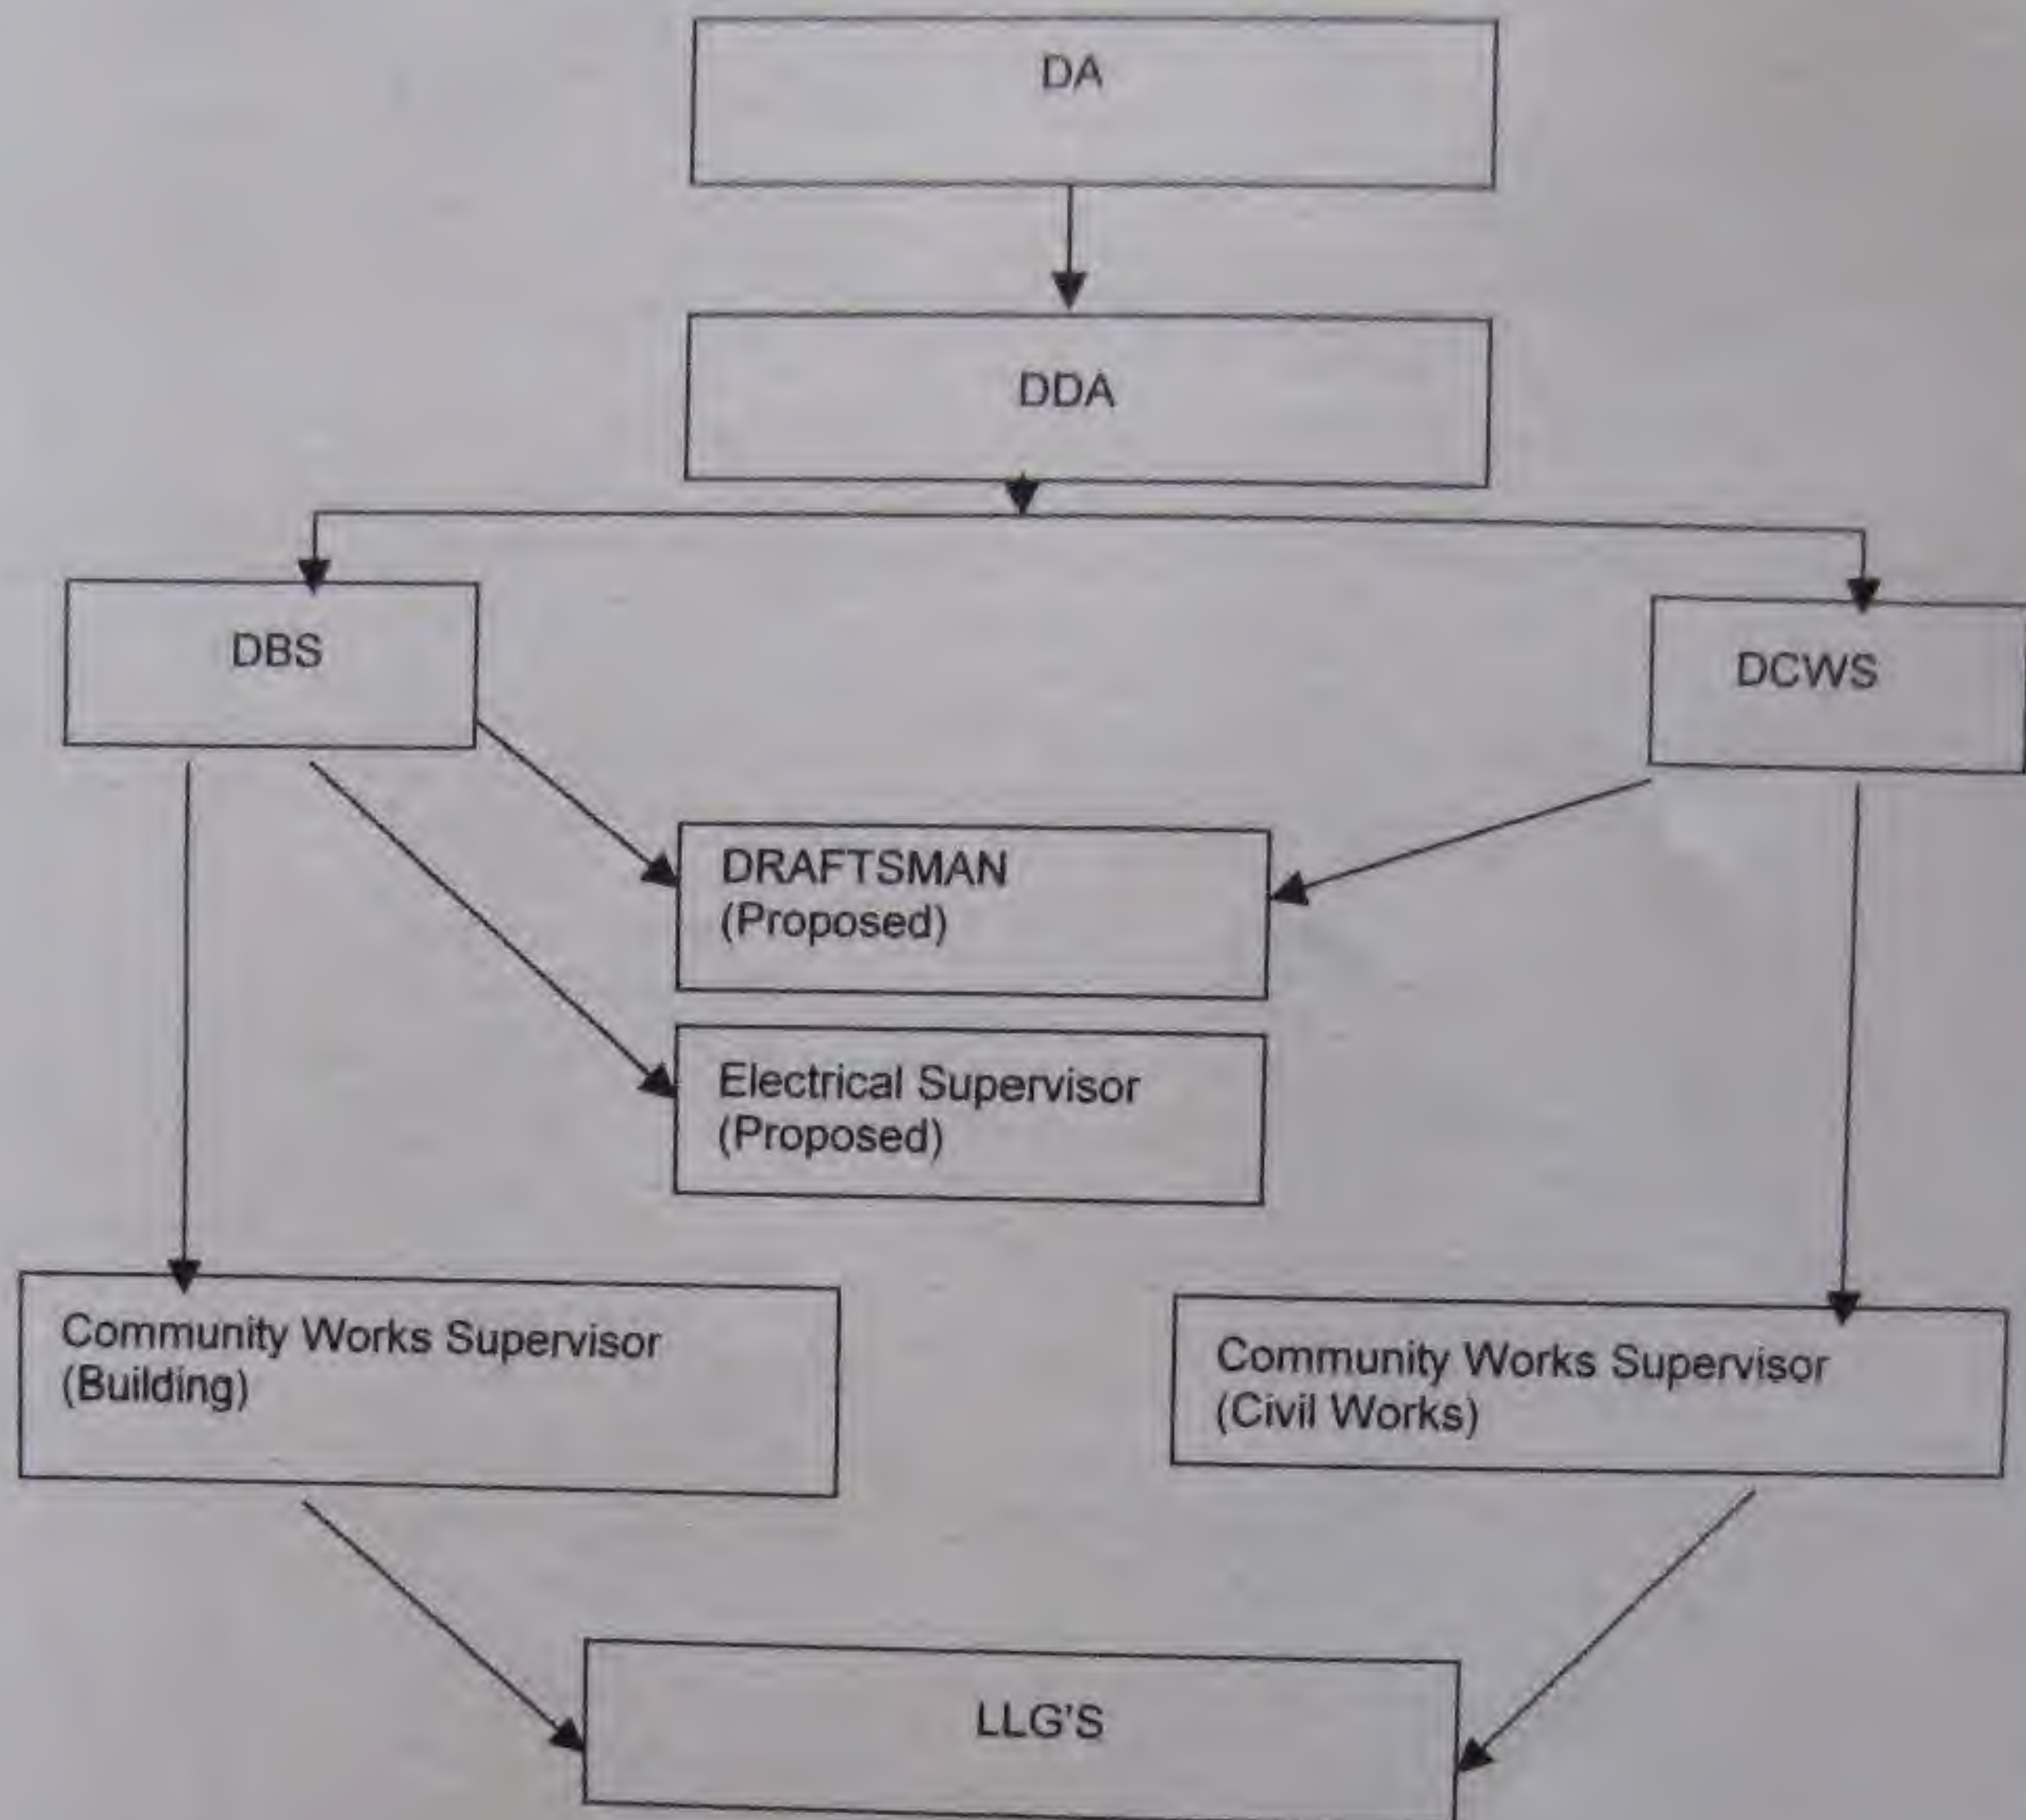 DA
DDA
DBS
DCWS
DRAFTSMAN
(Proposed)
Electrical Supervisor
(Proposed)
Community Works Supervisor
(Building)
Community Works Supervisor
(Civil Works)
LLG'S